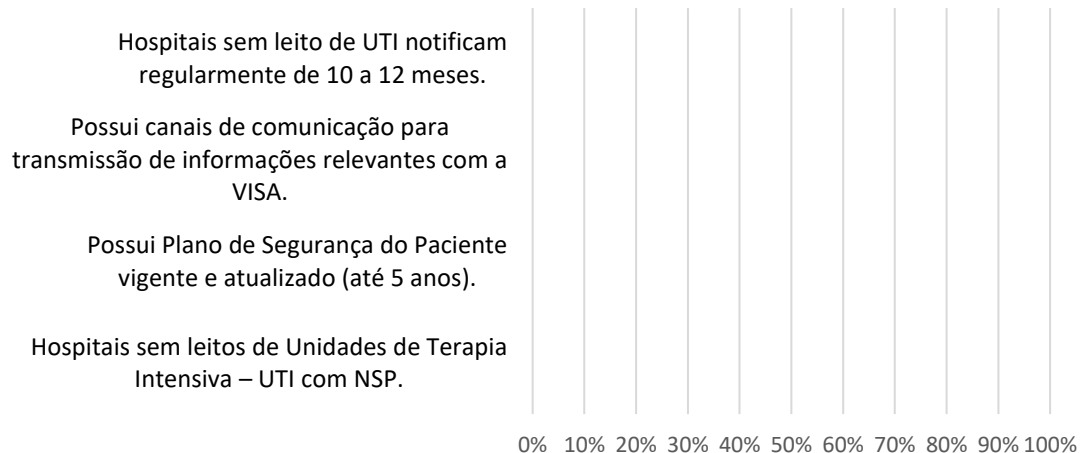 Hospitais sem leito de UTI notificam
regularmente de 10 a 12 meses.
Possui canais de comunicação para
transmissão de informações relevantes com a
VISA.
Possui Plano de Segurança do Paciente
vigente e atualizado (até 5 anos).
Hospitais sem leitos de Unidades de Terapia
Intensiva – UTI com NSP.
0% 10% 20% 30% 40% 50% 60% 70% 80% 90% 100%